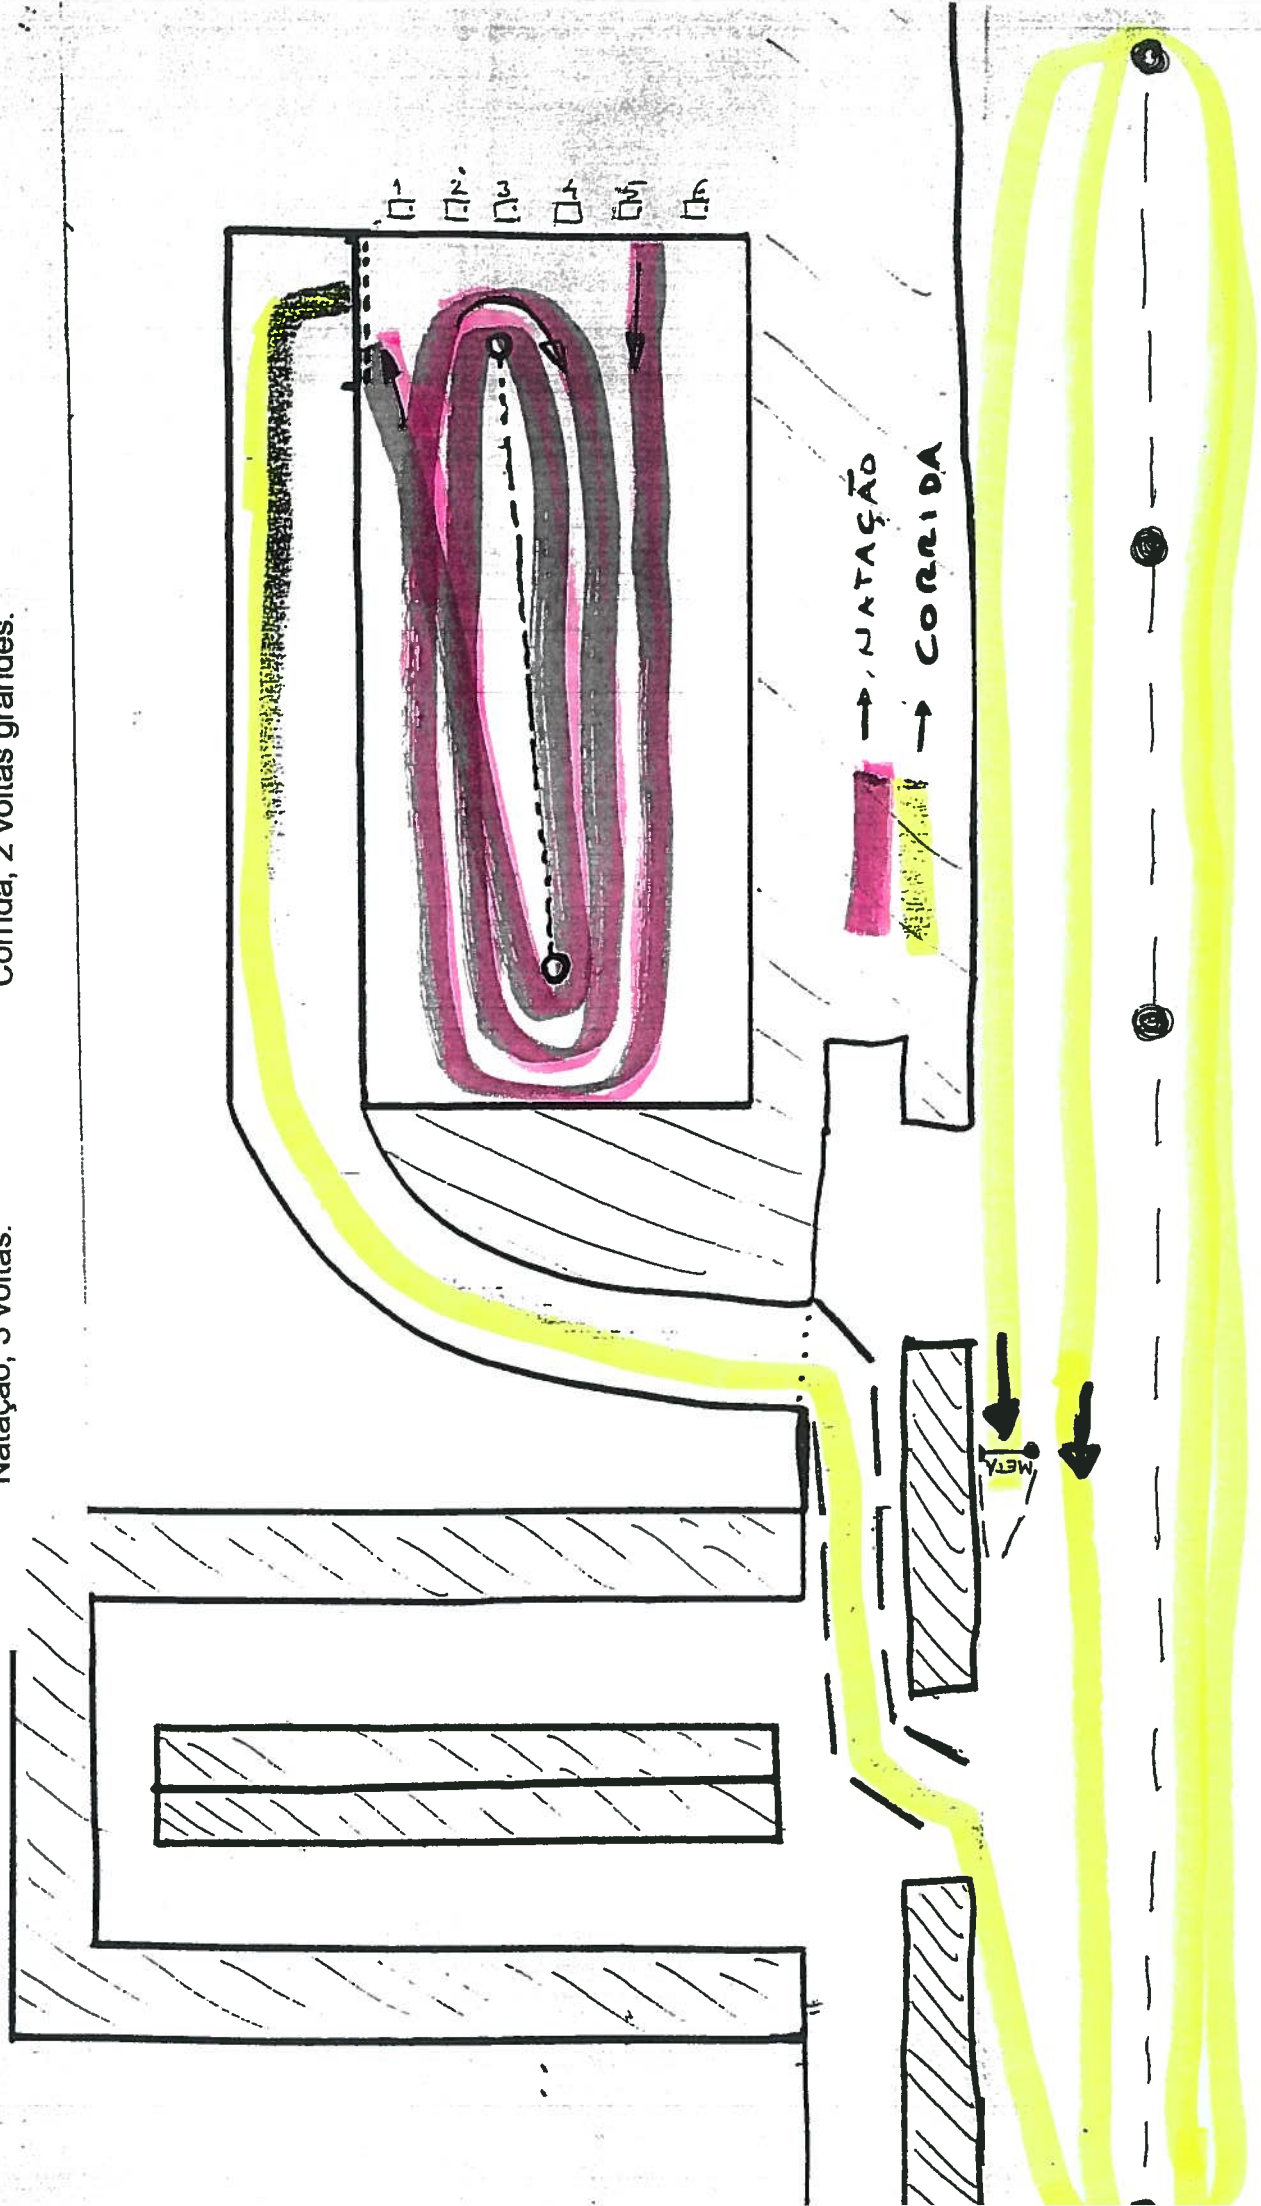 Natação, 3 voltas.
Corrida, 2 voltas grandes.
1 2 3 4 5 6
→ NATAÇÃO
→ CORRIDA
META